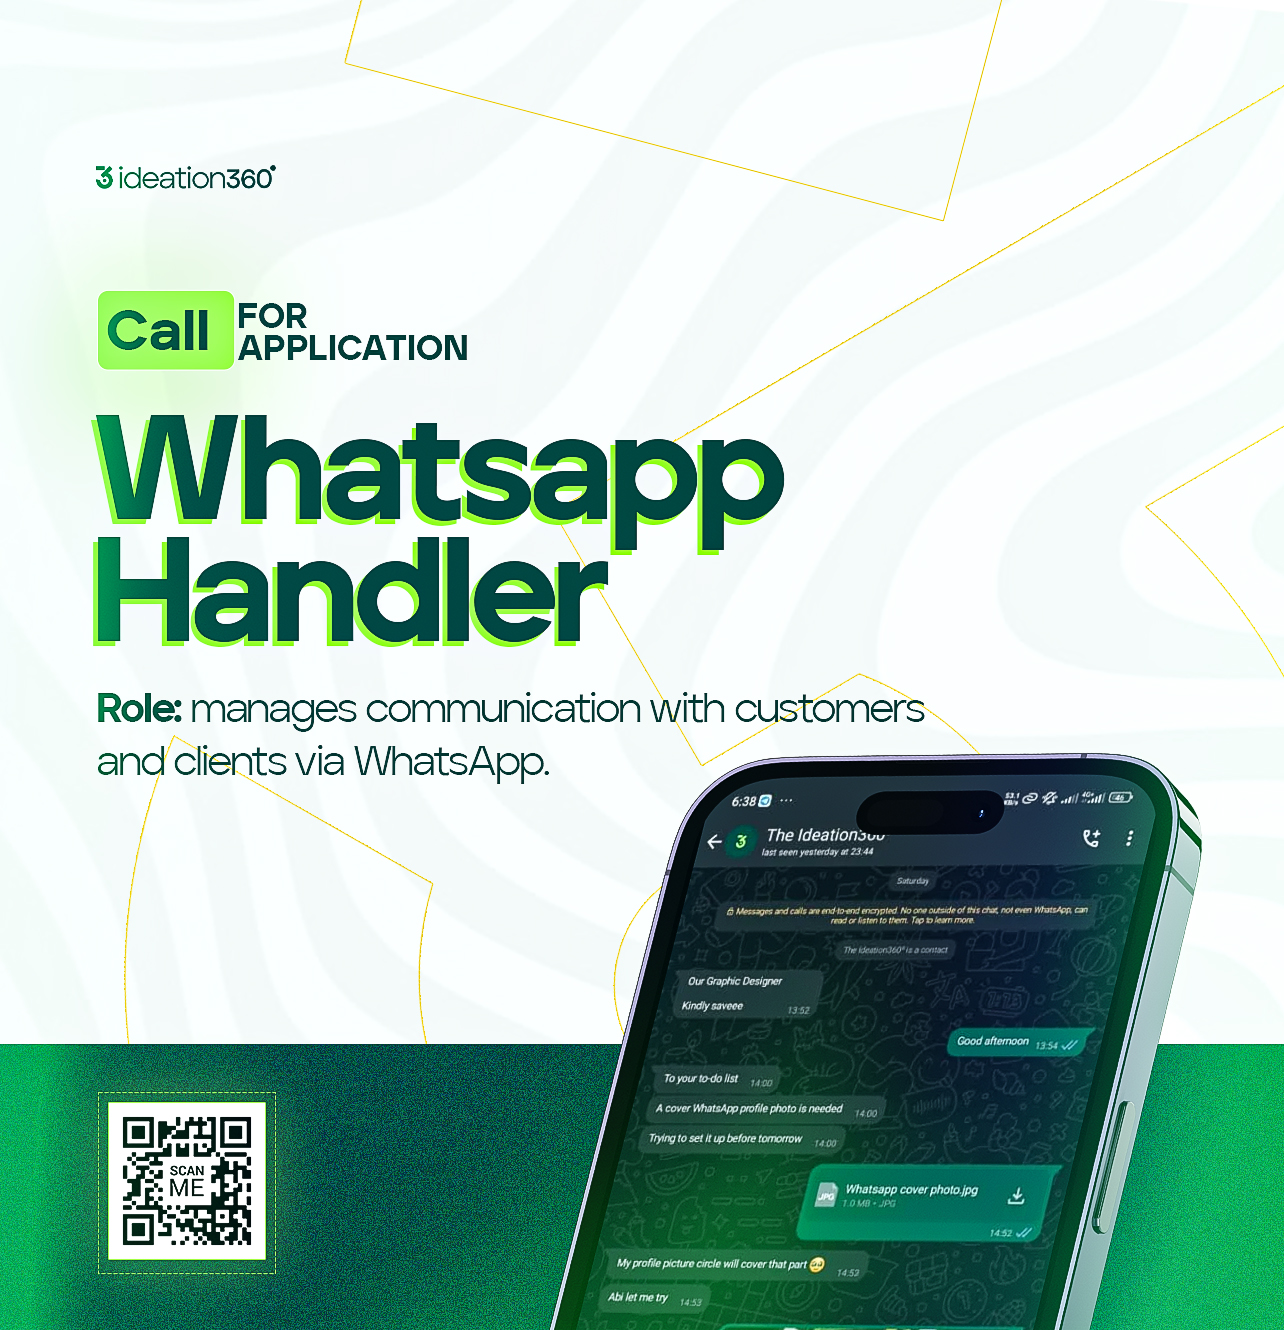 ideation360°
Call FOR
APPLICATION
Whatsapp
Handler
Role: manages communication with customers
and clients via WhatsApp.
SCAN
ME
6:38 ...
53.1
KB/s
4G+
46
The Ideation360
last seen yesterday at 23:44
Saturday
Messages and calls are end-to-end encrypted. No one outside of this chat, not even WhatsApp, can
read or listen to them. Tap to learn more.
The Ideation360° is a contact
Our Graphic Designer
Kindly saveee 13:52
Good afternoon 13:54
To your to-do list 14:00
A cover WhatsApp profile photo is needed 14:00
Trying to set it up before tomorrow 14:00
JPG
Whatsapp cover photo.jpg
1.0 MB • JPG
14:52
My profile picture circle will cover that part 🥹 14:53
Abi let me try 14:53